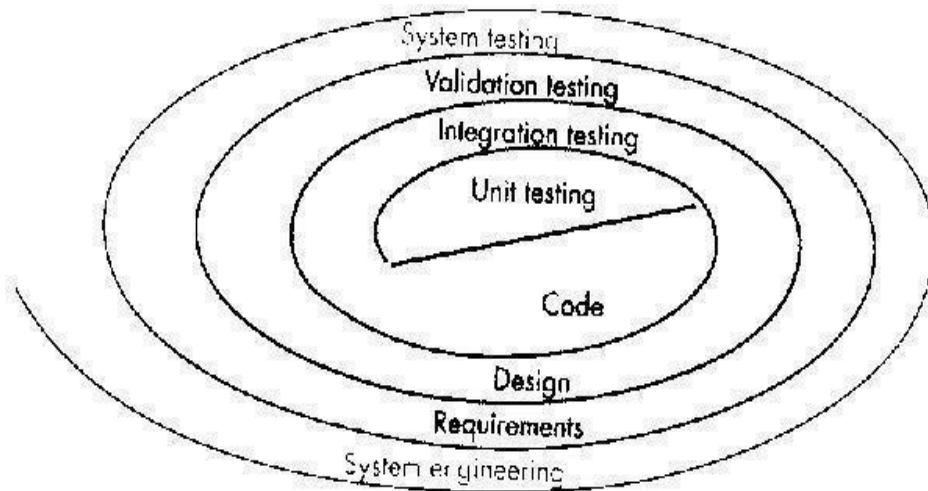 System testing
Validation testing
Integration testing
Unit testing
Code
Design
Requirements
System engineering